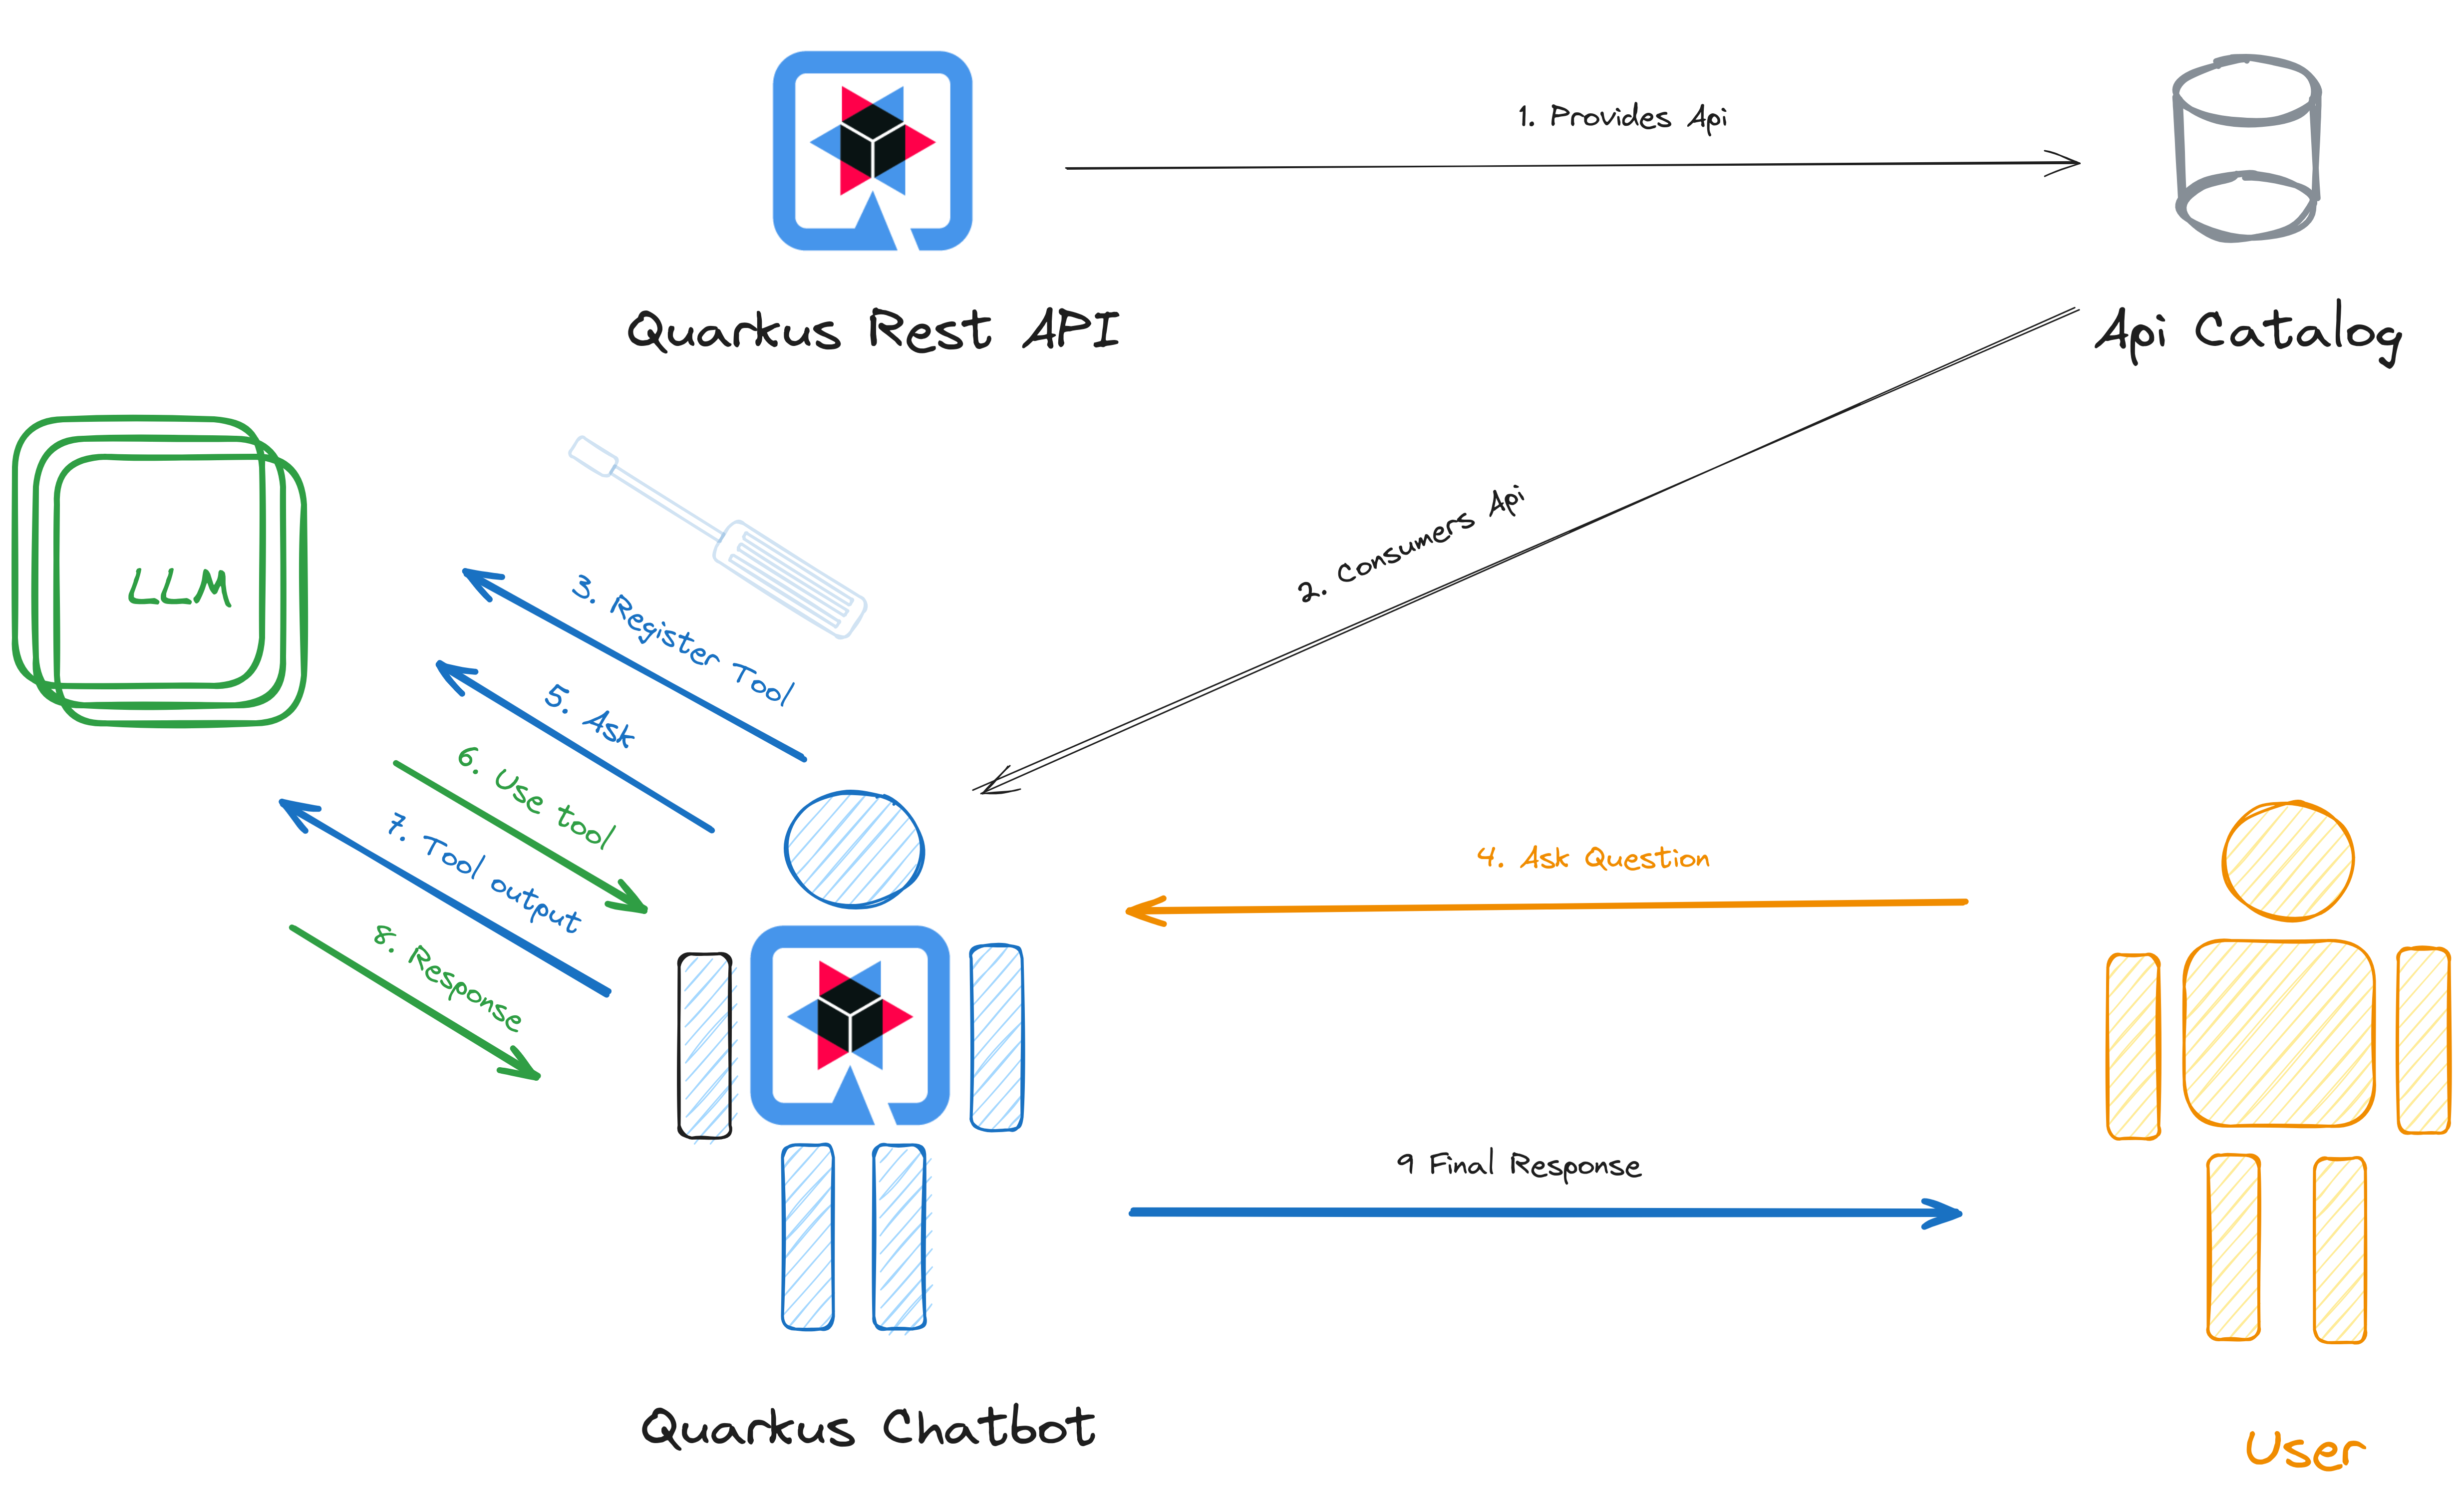 1. Provides Api
Quarkus Rest API
Api Catalog
2. Consumers Api
LLM
3. Register Tool
5. Ask
6. Use tool
7. Tool output
8. Response
4. Ask Question
9 Final Response
Quarkus Chatbot
User